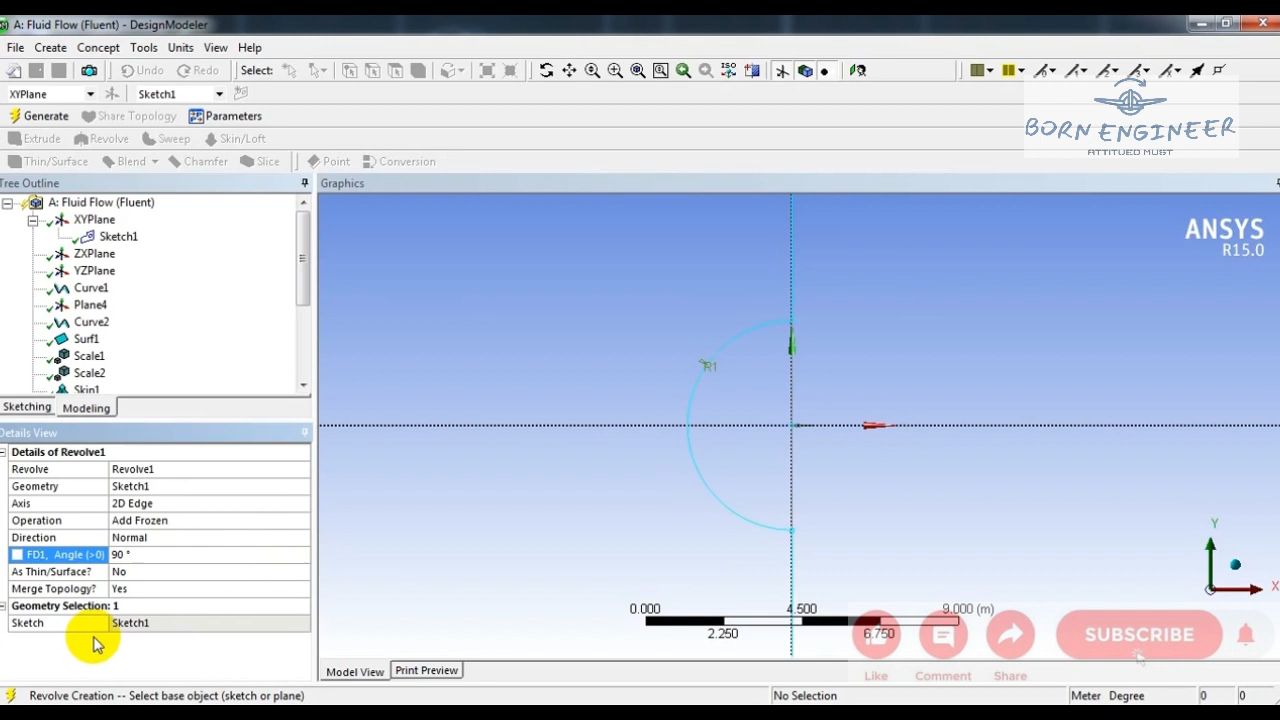 A: Fluid Flow (Fluent) - DesignModeler
File Create Concept Tools Units View Help
Undo Redo Select:
XYPlane Sketch1
Generate Share Topology Parameters
Extrude Revolve Sweep Skin/Loft
Thin/Surface Blend Chamfer Slice Point Conversion
BORN ENGINEER
ATTITUED MUST
Tree Outline
A: Fluid Flow (Fluent)
XYPlane
Sketch1
ZXPlane
YZPlane
Curve1
Plane4
Curve2
Surf1
Scale1
Scale2
Skin1
Sketching Modeling
Details View
Details of Revolve1
Revolve Revolve1
Geometry Sketch1
Axis 2D Edge
Operation Add Frozen
Direction Normal
FD1, Angle (>0) 90 °
As Thin/Surface? No
Merge Topology? Yes
Geometry Selection: 1
Sketch Sketch1
Graphics
ANSYS
R15.0
R1
Y
X
0.000 4.500 9.000 (m)
2.250 6.750
SUBSCRIBE
Like Comment Share
Model View Print Preview
Revolve Creation -- Select base object (sketch or plane) No Selection Meter Degree 0 0